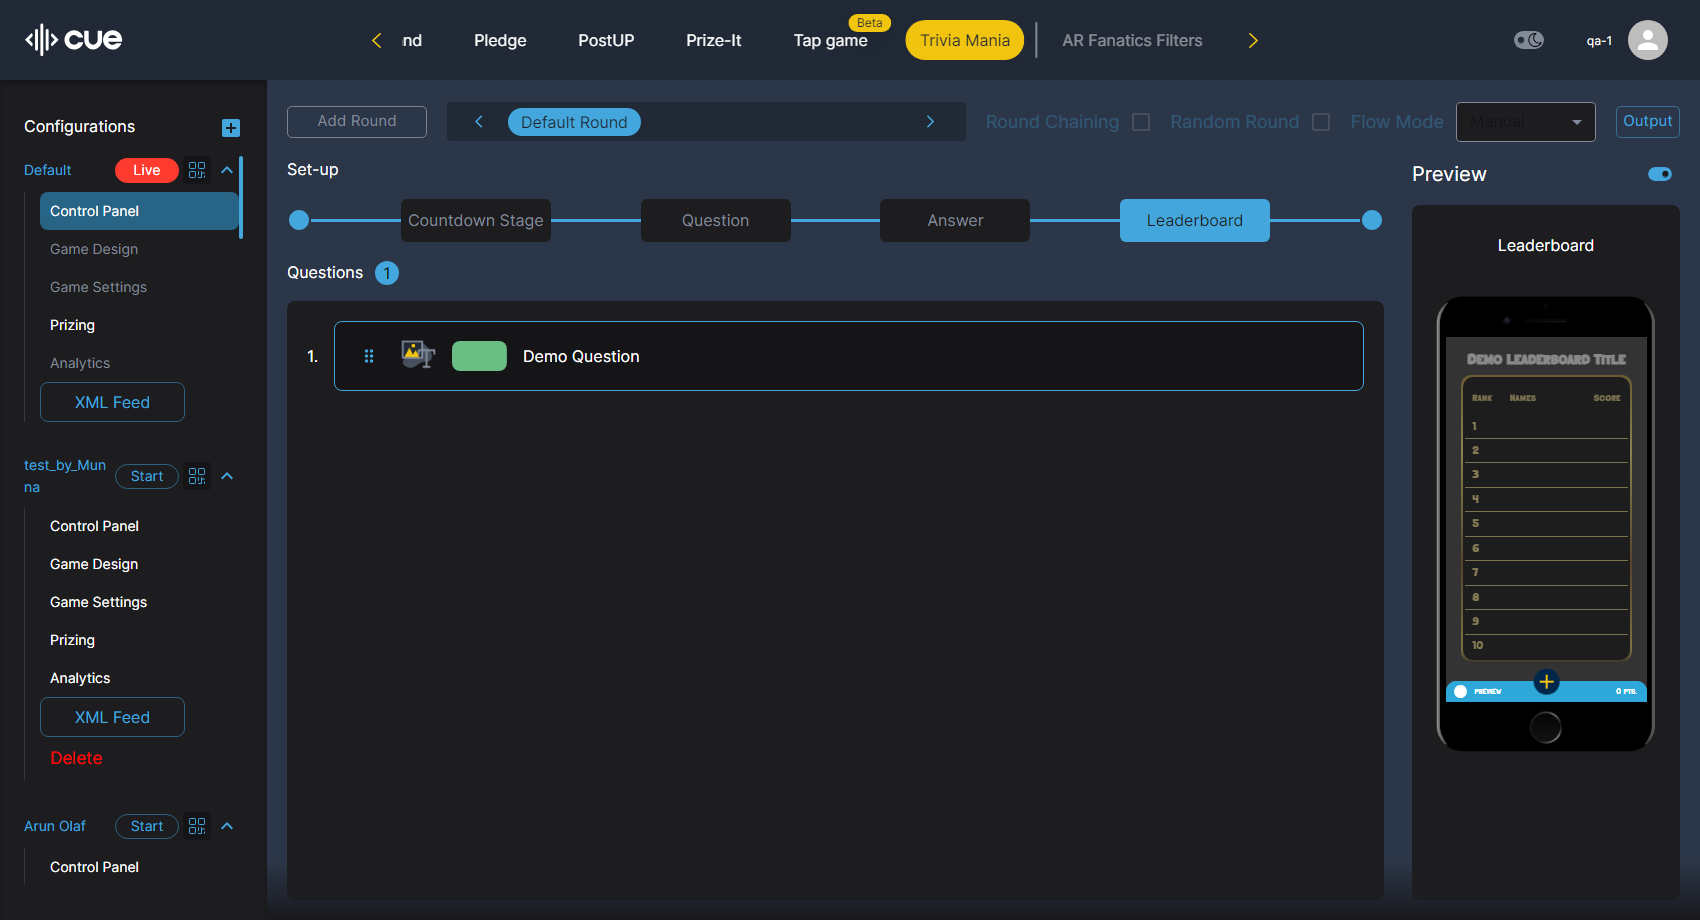 cue
nd
Pledge
PostUP
Prize-It
Tap game
Beta
Trivia Mania
AR Fanatics Filters
qa-1
Configurations
Default
Live
Control Panel
Game Design
Game Settings
Prizing
Analytics
XML Feed
test_by_Mun
na
Start
Control Panel
Game Design
Game Settings
Prizing
Analytics
XML Feed
Delete
Arun Olaf
Start
Control Panel
Add Round
Default Round
Round Chaining
Random Round
Flow Mode
Manual
Output
Set-up
Countdown Stage
Question
Answer
Leaderboard
Questions 1
1. Demo Question
Preview
Leaderboard
Demo Leaderboard Title
Rank Names Score
1
2
3
4
5
6
7
8
9
10
PREVIEW
0 PTS.